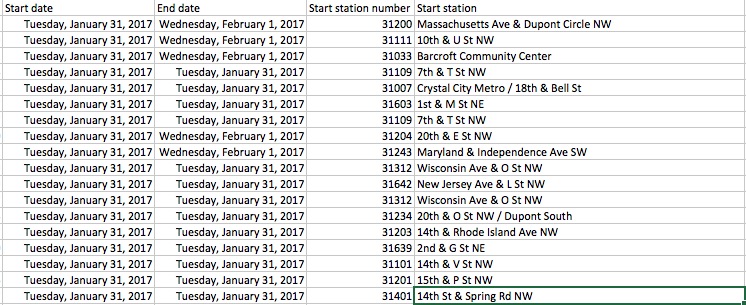 Start date End date Start station number Start station
Tuesday, January 31, 2017 Wednesday, February 1, 2017 31200 Massachusetts Ave & Dupont Circle NW
Tuesday, January 31, 2017 Wednesday, February 1, 2017 31111 10th & U St NW
Tuesday, January 31, 2017 Wednesday, February 1, 2017 31033 Barcroft Community Center
Tuesday, January 31, 2017 Tuesday, January 31, 2017 31109 7th & T St NW
Tuesday, January 31, 2017 Tuesday, January 31, 2017 31007 Crystal City Metro / 18th & Bell St
Tuesday, January 31, 2017 Tuesday, January 31, 2017 31603 1st & M St NE
Tuesday, January 31, 2017 Tuesday, January 31, 2017 31109 7th & T St NW
Tuesday, January 31, 2017 Wednesday, February 1, 2017 31204 20th & E St NW
Tuesday, January 31, 2017 Wednesday, February 1, 2017 31243 Maryland & Independence Ave SW
Tuesday, January 31, 2017 Tuesday, January 31, 2017 31312 Wisconsin Ave & O St NW
Tuesday, January 31, 2017 Tuesday, January 31, 2017 31642 New Jersey Ave & L St NW
Tuesday, January 31, 2017 Tuesday, January 31, 2017 31312 Wisconsin Ave & O St NW
Tuesday, January 31, 2017 Tuesday, January 31, 2017 31234 20th & O St NW / Dupont South
Tuesday, January 31, 2017 Tuesday, January 31, 2017 31203 14th & Rhode Island Ave NW
Tuesday, January 31, 2017 Tuesday, January 31, 2017 31639 2nd & G St NE
Tuesday, January 31, 2017 Tuesday, January 31, 2017 31101 14th & V St NW
Tuesday, January 31, 2017 Tuesday, January 31, 2017 31201 15th & P St NW
Tuesday, January 31, 2017 Tuesday, January 31, 2017 31401 14th St & Spring Rd NW